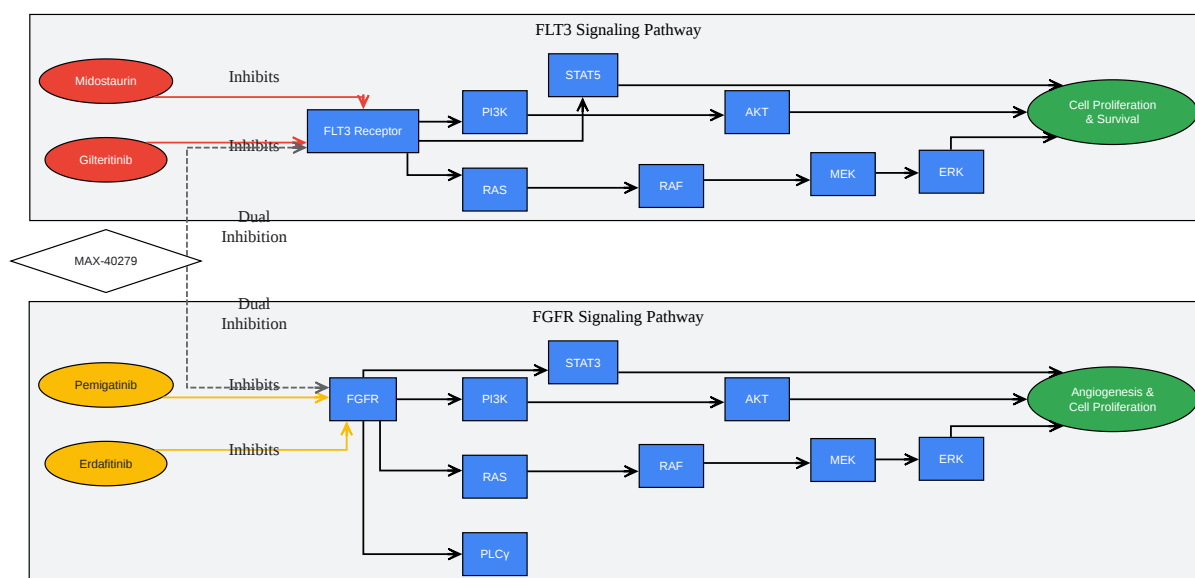 FLT3 Signaling Pathway
Midostaurin
Inhibits
STAT5
PI3K
AKT
Cell Proliferation
& Survival
FLT3 Receptor
Gilteritinib
Inhibits
RAS
RAF
MEK
ERK
Dual
Inhibition
MAX-40279
Dual
Inhibition
FGFR Signaling Pathway
STAT3
Pemigatinib
Inhibits
FGFR
PI3K
AKT
Angiogenesis &
Cell Proliferation
Erdafitinib
Inhibits
RAS
RAF
MEK
ERK
PLCγ